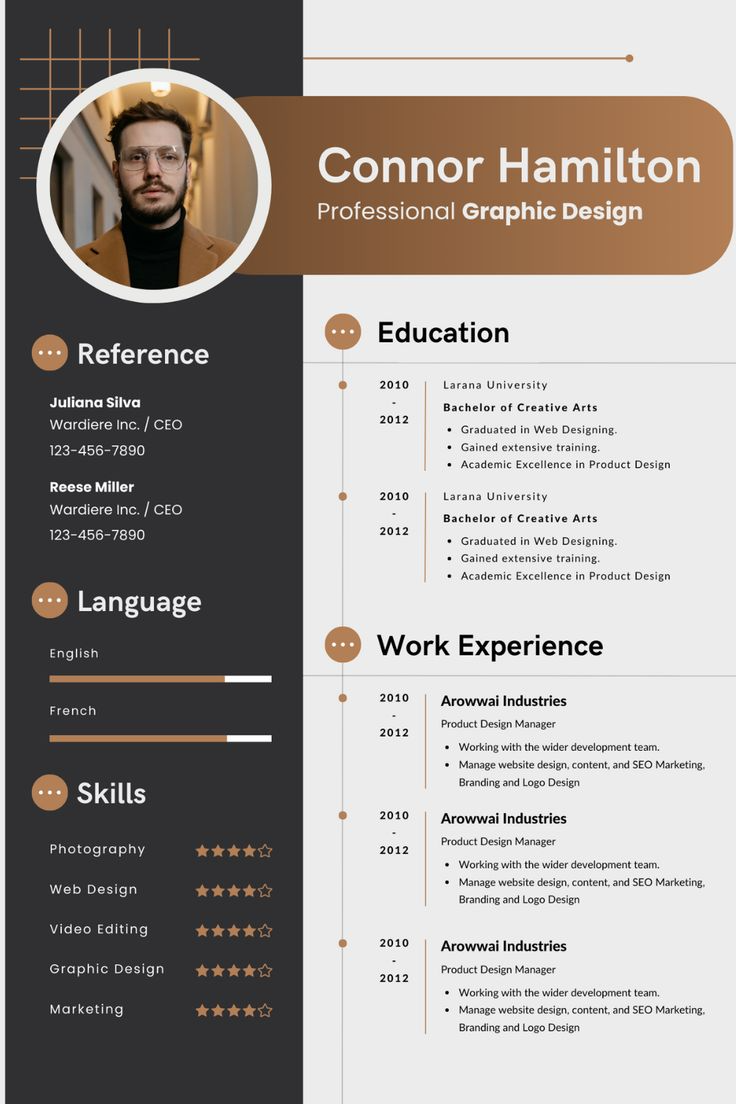 Connor Hamilton
Professional Graphic Design
Reference
Juliana Silva
Wardiere Inc. / CEO
123-456-7890
Reese Miller
Wardiere Inc. / CEO
123-456-7890
Language
English
French
Skills
Photography
Web Design
Video Editing
Graphic Design
Marketing
Education
2010
-
2012
Larana University
Bachelor of Creative Arts
Graduated in Web Designing.
Gained extensive training.
Academic Excellence in Product Design
2010
-
2012
Larana University
Bachelor of Creative Arts
Graduated in Web Designing.
Gained extensive training.
Academic Excellence in Product Design
Work Experience
2010
-
2012
Arowwai Industries
Product Design Manager
Working with the wider development team.
Manage website design, content, and SEO Marketing,
Branding and Logo Design
2010
-
2012
Arowwai Industries
Product Design Manager
Working with the wider development team.
Manage website design, content, and SEO Marketing,
Branding and Logo Design
2010
-
2012
Arowwai Industries
Product Design Manager
Working with the wider development team.
Manage website design, content, and SEO Marketing,
Branding and Logo Design